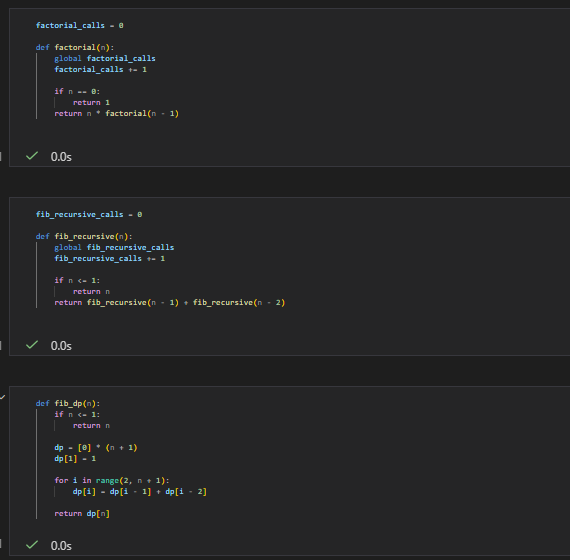 factorial_calls = 0
def factorial(n):
global factorial_calls
factorial_calls += 1
if n == 0:
return 1
return n * factorial(n - 1)
0.0s
fib_recursive_calls = 0
def fib_recursive(n):
global fib_recursive_calls
fib_recursive_calls += 1
if n <= 1:
return n
return fib_recursive(n - 1) + fib_recursive(n - 2)
0.0s
def fib_dp(n):
if n <= 1:
return n
dp = [0] * (n + 1)
dp[1] = 1
for i in range(2, n + 1):
dp[i] = dp[i - 1] + dp[i - 2]
return dp[n]
0.0s